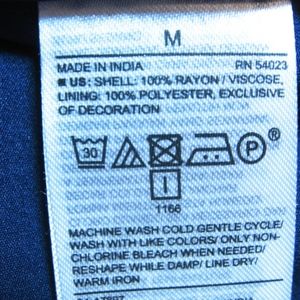 M
MADE IN INDIA RN 54023
■ US: SHELL: 100% RAYON / VISCOSE,
LINING: 100% POLYESTER, EXCLUSIVE
OF DECORATION
30 P ®
I
1166
MACHINE WASH COLD GENTLE CYCLE/
WASH WITH LIKE COLORS/ ONLY NON-
CHLORINE BLEACH WHEN NEEDED/
RESHAPE WHILE DAMP/ LINE DRY/
WARM IRON